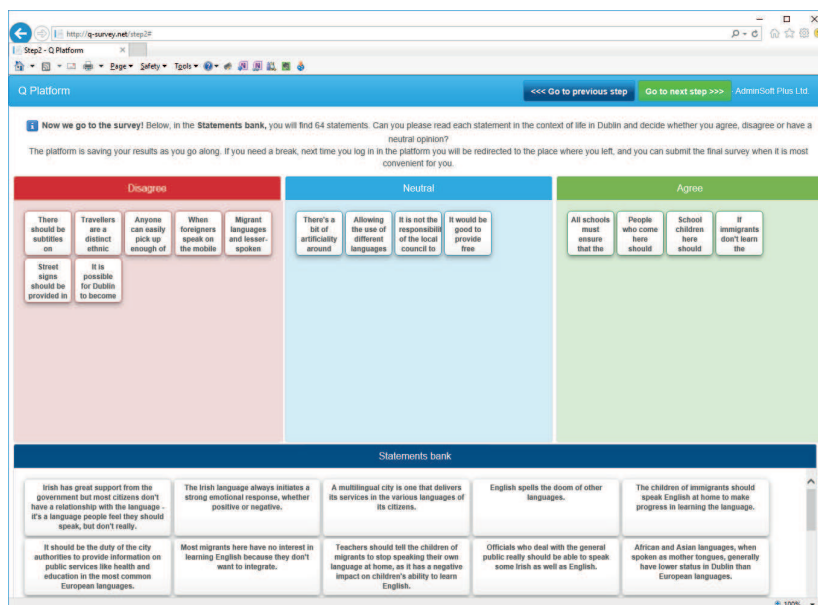 http://q-survey.net/step2#
Step2 - Q Platform
Page Safety Tools
Q Platform
<<< Go to previous step
Go to next step >>>
AdminSoft Plus Ltd.
Now we go to the survey! Below, in the Statements bank, you will find 64 statements. Can you please read each statement in the context of life in Dublin and decide whether you agree, disagree or have a
neutral opinion?
The platform is saving your results as you go along. If you need a break, next time you log in in the platform you will be redirected to the place where you left, and you can submit the final survey when it is most
convenient for you.
Disagree
There
should be
subtitles
on
Travellers
are a
distinct
ethnic
Anyone
can easily
pick up
enough of
When
foreigners
speak on
the mobile
Migrant
languages
and lesser-
spoken
Street
signs
should be
provided in
It is
possible
for Dublin
to become
Neutral
There's a
bit of
artificiality
around
Allowing
the use of
different
languages
It is not the
responsibili
of the local
council to
It would be
good to
provide
free
Agree
All schools
must
ensure
that the
People
who come
here
should
School
children
here
should
If
immigrants
don't learn
the
Statements bank
Irish has great support from the
government but most citizens don't
have a relationship with the language -
it's a language people feel they should
speak, but don't really.
The Irish language always initiates a
strong emotional response, whether
positive or negative.
A multilingual city is one that delivers
its services in the various languages of
its citizens.
English spells the doom of other
languages.
The children of immigrants should
speak English at home to make
progress in learning the language.
It should be the duty of the city
authorities to provide information on
public services like health and
education in the most common
European languages.
Most migrants here have no interest in
learning English because they don't
want to integrate.
Teachers should tell the children of
migrants to stop speaking their own
language at home, as it has a negative
impact on children's ability to learn
English.
Officials who deal with the general
public really should be able to speak
some Irish as well as English.
African and Asian languages, when
spoken as mother tongues, generally
have lower status in Dublin than
European languages.
100%